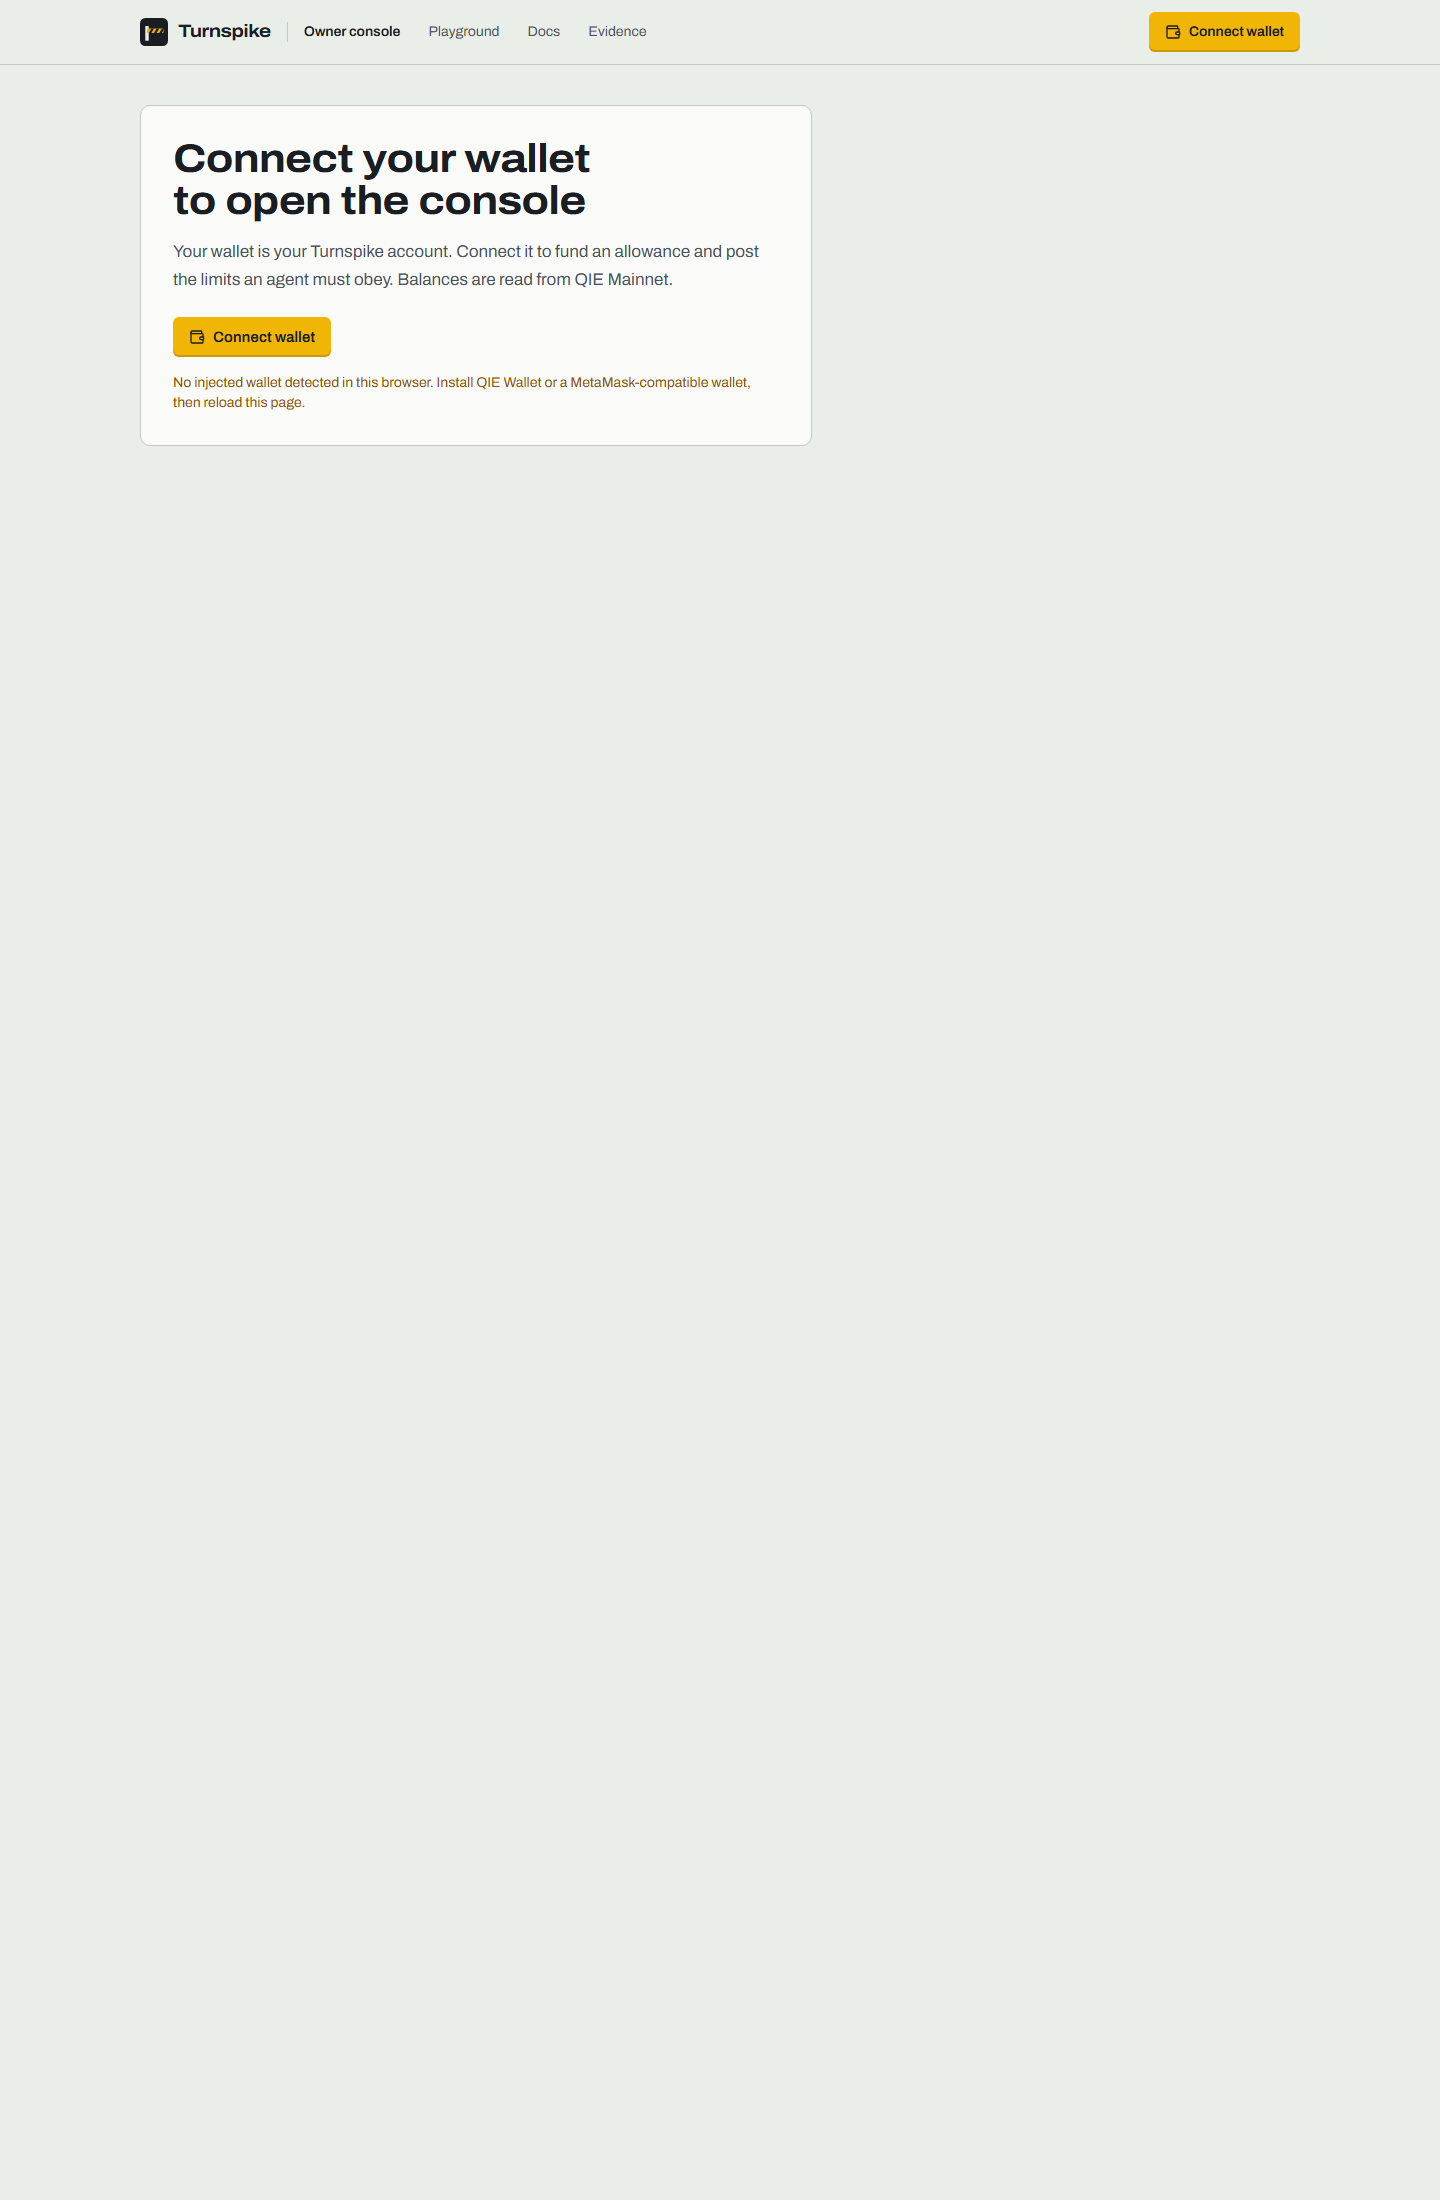 Turnspike
Owner console
Playground
Docs
Evidence
Connect wallet
Connect your wallet
to open the console
Your wallet is your Turnspike account. Connect it to fund an allowance and post
the limits an agent must obey. Balances are read from QIE Mainnet.
Connect wallet
No injected wallet detected in this browser. Install QIE Wallet or a MetaMask-compatible wallet,
then reload this page.